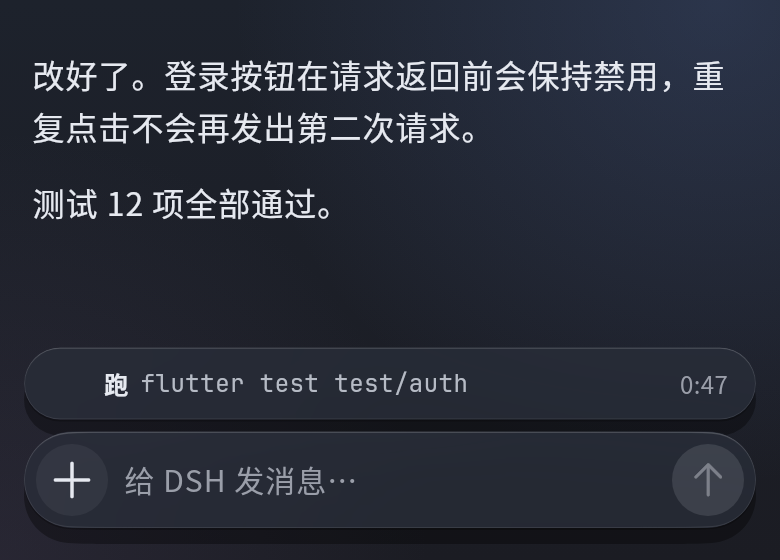 改好了。登录按钮在请求返回前会保持禁用，重
复点击不会再发出第二次请求。
测试 12 项全部通过。
跑 flutter test test/auth 0:47
给 DSH 发消息…